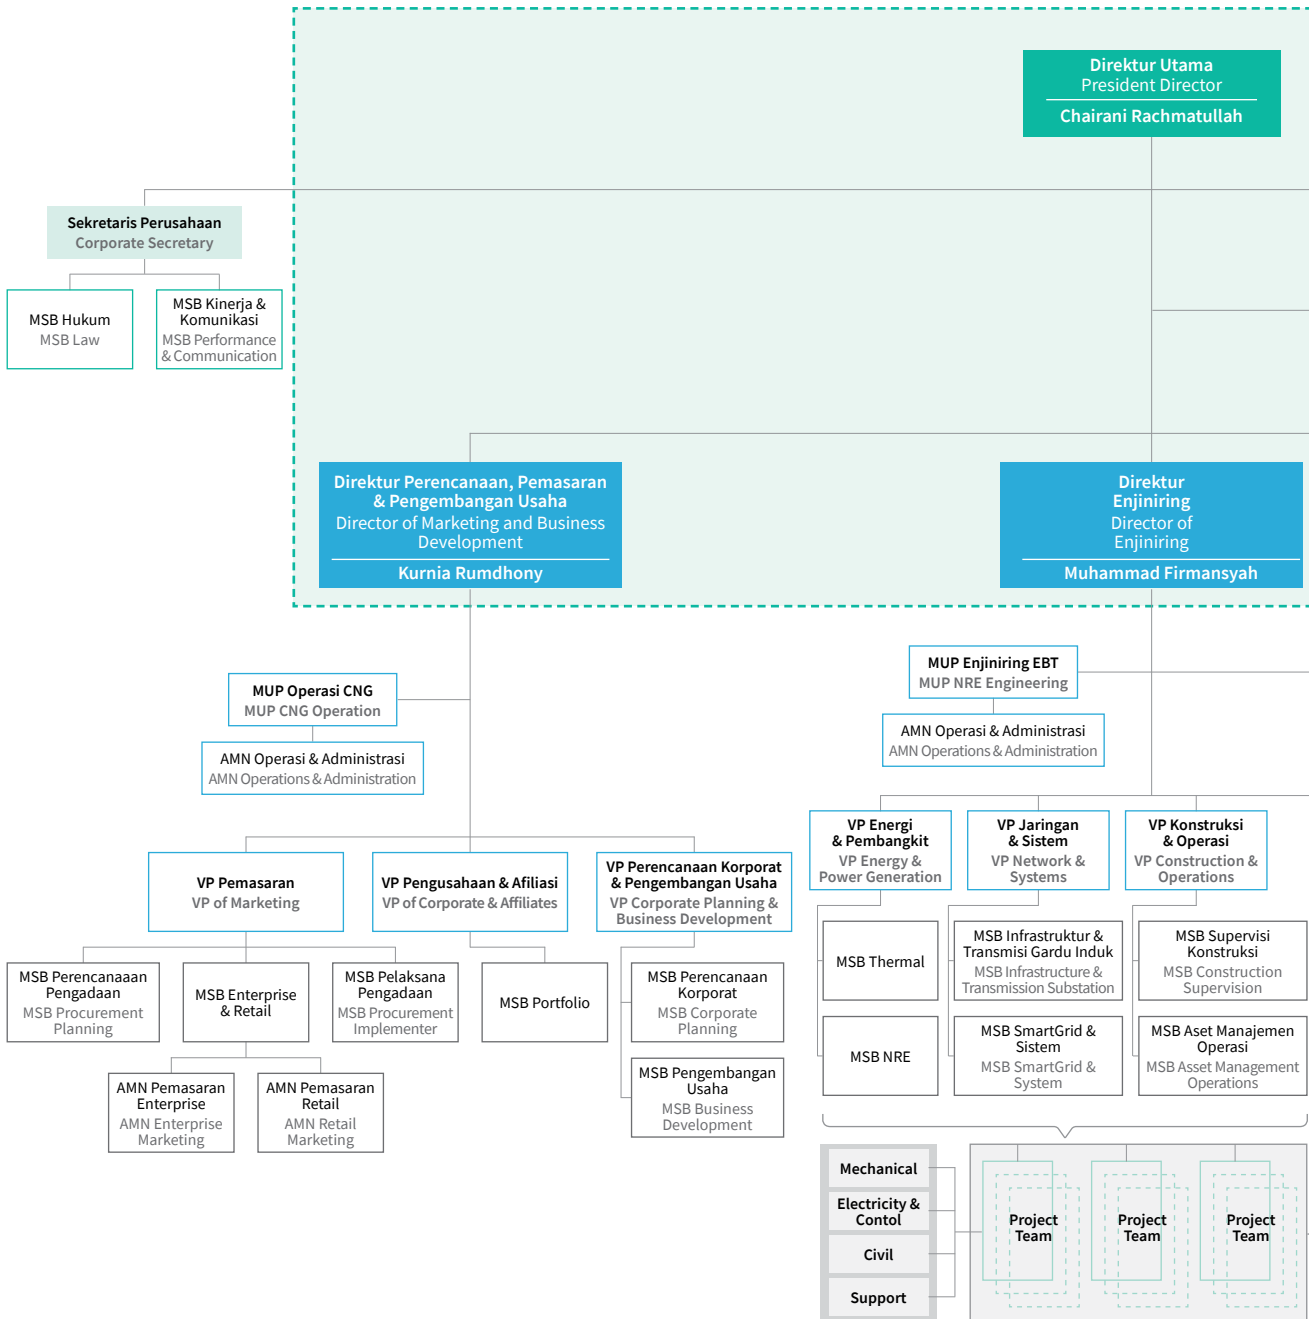 Direktur Utama
President Director
Chairani Rachmatullah
Sekretaris Perusahaan
Corporate Secretary
MSB Hukum
MSB Law
MSB Kinerja &
Komunikasi
MSB Performance
& Communication
Direktur Perencanaan, Pemasaran
& Pengembangan Usaha
Director of Marketing and Business
Development
Kurnia Rumdhony
Direktur
Enjiniring
Director of
Enjiniring
Muhammad Firmansyah
MUP Operasi CNG
MUP CNG Operation
AMN Operasi & Administrasi
AMN Operations & Administration
MUP Enjiniring EBT
MUP NRE Engineering
AMN Operasi & Administrasi
AMN Operations & Administration
VP Pemasaran
VP of Marketing
VP Pengusahaan & Afiliasi
VP of Corporate & Affiliates
VP Perencanaan Korporat
& Pengembangan Usaha
VP Corporate Planning &
Business Development
VP Energi
& Pembangkit
VP Energy &
Power Generation
VP Jaringan
& Sistem
VP Network &
Systems
VP Konstruksi
& Operasi
VP Construction &
Operations
MSB Perencanaaan
Pengadaan
MSB Procurement
Planning
MSB Enterprise
& Retail
MSB Pelaksana
Pengadaan
MSB Procurement
Implementer
MSB Portfolio
MSB Perencanaan
Korporat
MSB Corporate
Planning
AMN Pemasaran
Enterprise
AMN Enterprise
Marketing
AMN Pemasaran
Retail
AMN Retail
Marketing
MSB Pengembangan
Usaha
MSB Business
Development
MSB Thermal
MSB Infrastruktur &
Transmisi Gardu Induk
MSB Infrastructure &
Transmission Substation
MSB Supervisi
Konstruksi
MSB Construction
Supervision
MSB NRE
MSB SmartGrid &
Sistem
MSB SmartGrid &
System
MSB Aset Manajemen
Operasi
MSB Asset Management
Operations
Mechanical
Electricity &
Contol
Civil
Support
Project
Team
Project
Team
Project
Team